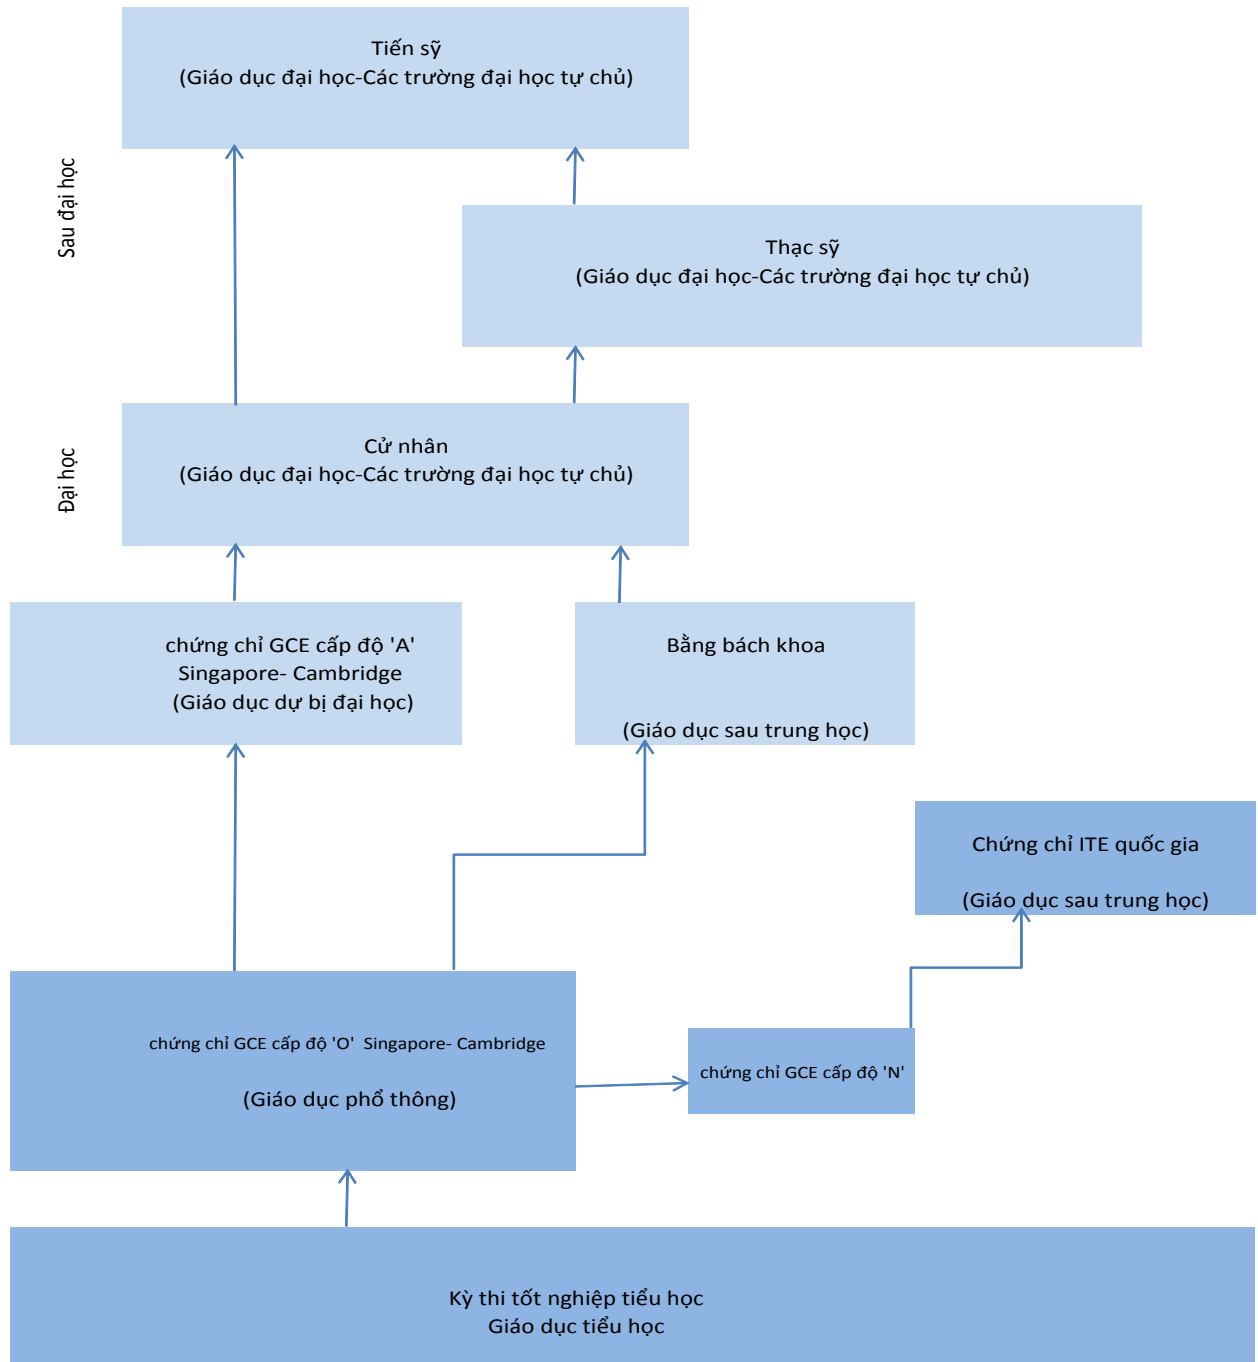 Tiến sỹ
(Giáo dục đại học-Các trường đại học tự chủ)
Sau đại học
Thạc sỹ
(Giáo dục đại học-Các trường đại học tự chủ)
Cử nhân
(Giáo dục đại học-Các trường đại học tự chủ)
Đại học
chứng chỉ GCE cấp độ 'A'
Singapore- Cambridge
(Giáo dục dự bị đại học)
Bằng bách khoa
(Giáo dục sau trung học)
Chứng chỉ ITE quốc gia
(Giáo dục sau trung học)
chứng chỉ GCE cấp độ 'O' Singapore- Cambridge
(Giáo dục phổ thông)
chứng chỉ GCE cấp độ 'N'
Kỳ thi tốt nghiệp tiểu học
Giáo dục tiểu học